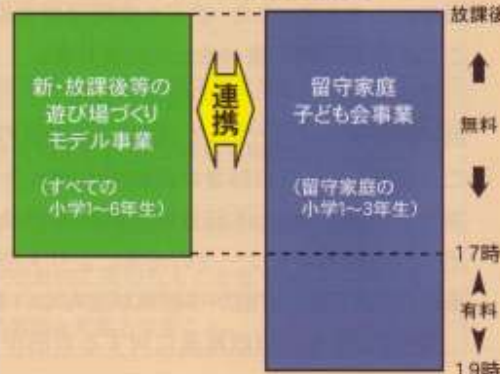 新・放課後等の
遊び場づくり
モデル事業
(すべての
小学1〜6年生)
連携
留守家庭
子ども会事業
(留守家庭の
小学1〜3年生)
放課後
無料
17時
有料
19時